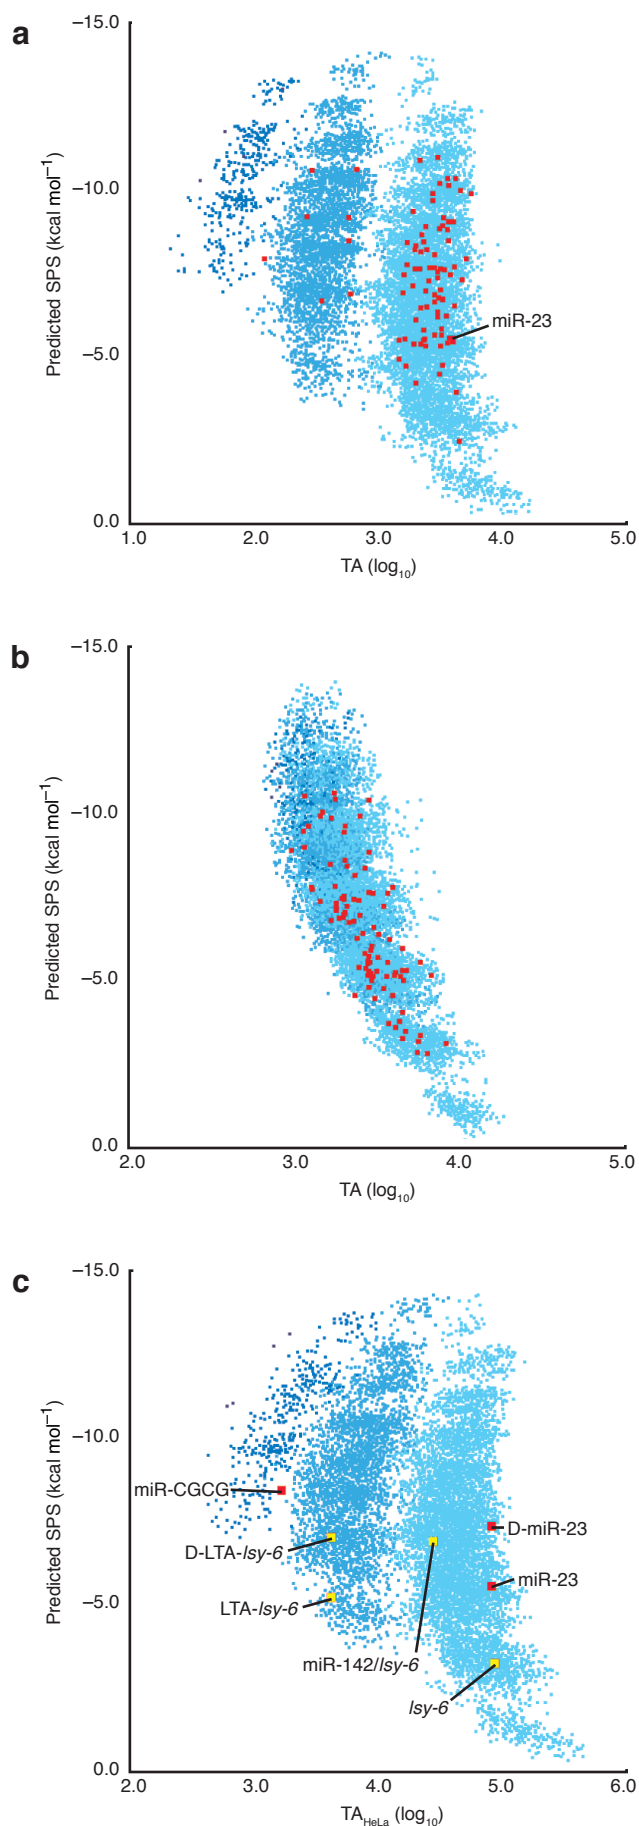 a
Predicted SPS (kcal mol⁻¹)
–15.0
–10.0
–5.0
0.0
miR-23
1.0 2.0 3.0 4.0 5.0
TA (log₁₀)
b
Predicted SPS (kcal mol⁻¹)
–15.0
–10.0
–5.0
0.0
2.0 3.0 4.0 5.0
TA (log₁₀)
c
Predicted SPS (kcal mol⁻¹)
–15.0
–10.0
–5.0
0.0
miR-CGCG
D-miR-23
D-LTA-lsy-6
miR-23
LTA-lsy-6
miR-142/lsy-6
lsy-6
2.0 3.0 4.0 5.0 6.0
TA_HeLa (log₁₀)